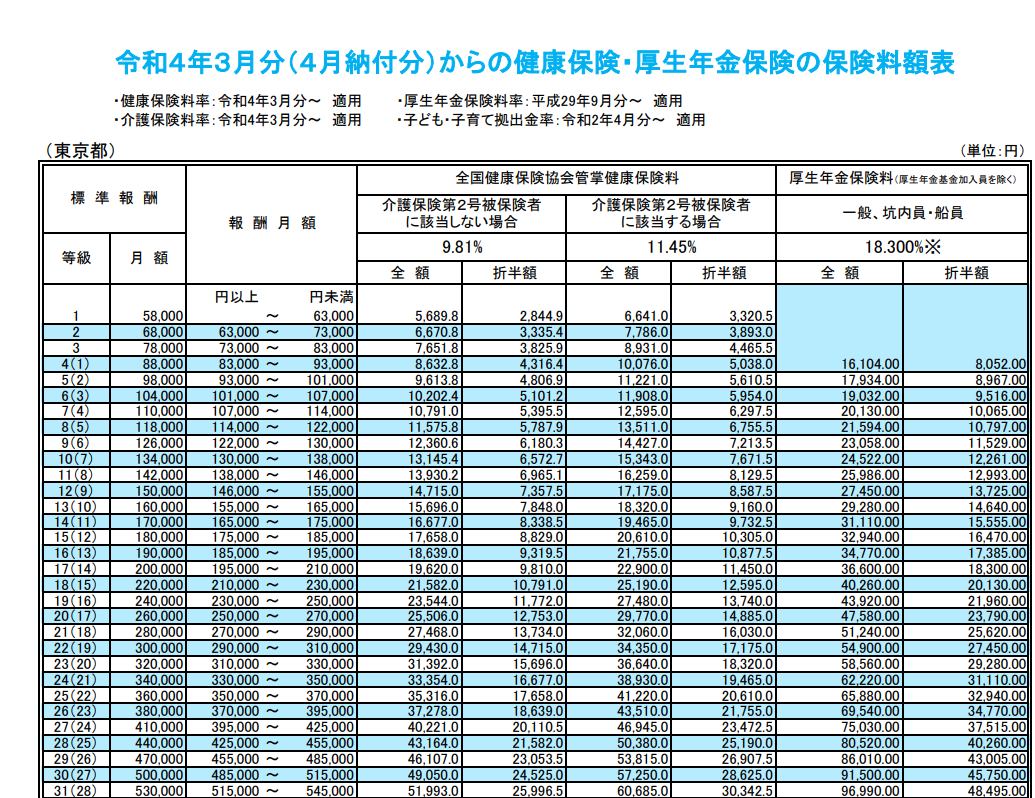 令和4年3月分（4月納付分）からの健康保険・厚生年金保険の保険料額表
・健康保険料率：令和4年3月分～ 適用 ・厚生年金保険料率：平成29年9月分～ 適用
・介護保険料率：令和4年3月分～ 適用 ・子ども・子育て拠出金率：令和2年4月分～ 適用
（東京都） （単位：円）
標 準 報 酬 報 酬 月 額 全国健康保険協会管掌健康保険料 厚生年金保険料（厚生年金基金加入員を除く）
介護保険第2号被保険者 介護保険第2号被保険者 一般、坑内員・船員
に該当しない場合 に該当する場合
等級 月 額 9.81% 11.45% 18.300%※
全 額 折半額 全 額 折半額 全 額 折半額
円以上 円未満
1 58,000 ～ 63,000 5,689.8 2,844.9 6,641.0 3,320.5
2 68,000 63,000 ～ 73,000 6,670.8 3,335.4 7,786.0 3,893.0
3 78,000 73,000 ～ 83,000 7,651.8 3,825.9 8,931.0 4,465.5
4（1） 88,000 83,000 ～ 93,000 8,632.8 4,316.4 10,076.0 5,038.0 16,104.00 8,052.00
5（2） 98,000 93,000 ～ 101,000 9,613.8 4,806.9 11,221.0 5,610.5 17,934.00 8,967.00
6（3） 104,000 101,000 ～ 107,000 10,202.4 5,101.2 11,908.0 5,954.0 19,032.00 9,516.00
7（4） 110,000 107,000 ～ 114,000 10,791.0 5,395.5 12,595.0 6,297.5 20,130.00 10,065.00
8（5） 118,000 114,000 ～ 122,000 11,575.8 5,787.9 13,511.0 6,755.5 21,594.00 10,797.00
9（6） 126,000 122,000 ～ 130,000 12,360.6 6,180.3 14,427.0 7,213.5 23,058.00 11,529.00
10（7） 134,000 130,000 ～ 138,000 13,145.4 6,572.7 15,343.0 7,671.5 24,522.00 12,261.00
11（8） 142,000 138,000 ～ 146,000 13,930.2 6,965.1 16,259.0 8,129.5 25,986.00 12,993.00
12（9） 150,000 146,000 ～ 155,000 14,715.0 7,357.5 17,175.0 8,587.5 27,450.00 13,725.00
13（10） 160,000 155,000 ～ 165,000 15,696.0 7,848.0 18,320.0 9,160.0 29,280.00 14,640.00
14（11） 170,000 165,000 ～ 175,000 16,677.0 8,338.5 19,465.0 9,732.5 31,110.00 15,555.00
15（12） 180,000 175,000 ～ 185,000 17,658.0 8,829.0 20,610.0 10,305.0 32,940.00 16,470.00
16（13） 190,000 185,000 ～ 195,000 18,639.0 9,319.5 21,755.0 10,877.5 34,770.00 17,385.00
17（14） 200,000 195,000 ～ 210,000 19,620.0 9,810.0 22,900.0 11,450.0 36,600.00 18,300.00
18（15） 220,000 210,000 ～ 230,000 21,582.0 10,791.0 25,190.0 12,595.0 40,260.00 20,130.00
19（16） 240,000 230,000 ～ 250,000 23,544.0 11,772.0 27,480.0 13,740.0 43,920.00 21,960.00
20（17） 260,000 250,000 ～ 270,000 25,506.0 12,753.0 29,770.0 14,885.0 47,580.00 23,790.00
21（18） 280,000 270,000 ～ 290,000 27,468.0 13,734.0 32,060.0 16,030.0 51,240.00 25,620.00
22（19） 300,000 290,000 ～ 310,000 29,430.0 14,715.0 34,350.0 17,175.0 54,900.00 27,450.00
23（20） 320,000 310,000 ～ 330,000 31,392.0 15,696.0 36,640.0 18,320.0 58,560.00 29,280.00
24（21） 340,000 330,000 ～ 350,000 33,354.0 16,677.0 38,930.0 19,465.0 62,220.00 31,110.00
25（22） 360,000 350,000 ～ 370,000 35,316.0 17,658.0 41,220.0 20,610.0 65,880.00 32,940.00
26（23） 380,000 370,000 ～ 395,000 37,278.0 18,639.0 43,510.0 21,755.0 69,540.00 34,770.00
27（24） 410,000 395,000 ～ 425,000 40,221.0 20,110.5 46,945.0 23,472.5 75,030.00 37,515.00
28（25） 440,000 425,000 ～ 455,000 43,164.0 21,582.0 50,380.0 25,190.0 80,520.00 40,260.00
29（26） 470,000 455,000 ～ 485,000 46,107.0 23,053.5 53,815.0 26,907.5 86,010.00 43,005.00
30（27） 500,000 485,000 ～ 515,000 49,050.0 24,525.0 57,250.0 28,625.0 91,500.00 45,750.00
31（28） 530,000 515,000 ～ 545,000 51,993.0 25,996.5 60,685.0 30,342.5 96,990.00 48,495.00